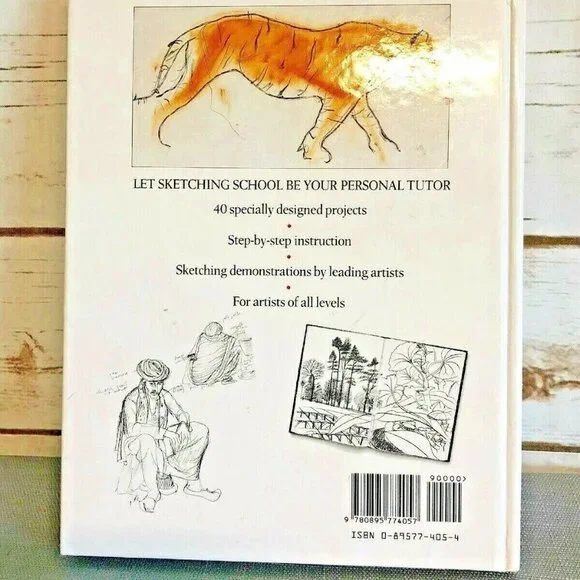 LET SKETCHING SCHOOL BE YOUR PERSONAL TUTOR
40 specially designed projects
Step-by-step instruction
Sketching demonstrations by leading artists
For artists of all levels
90000>
9 780895 774057
ISBN 0-89577-405-4